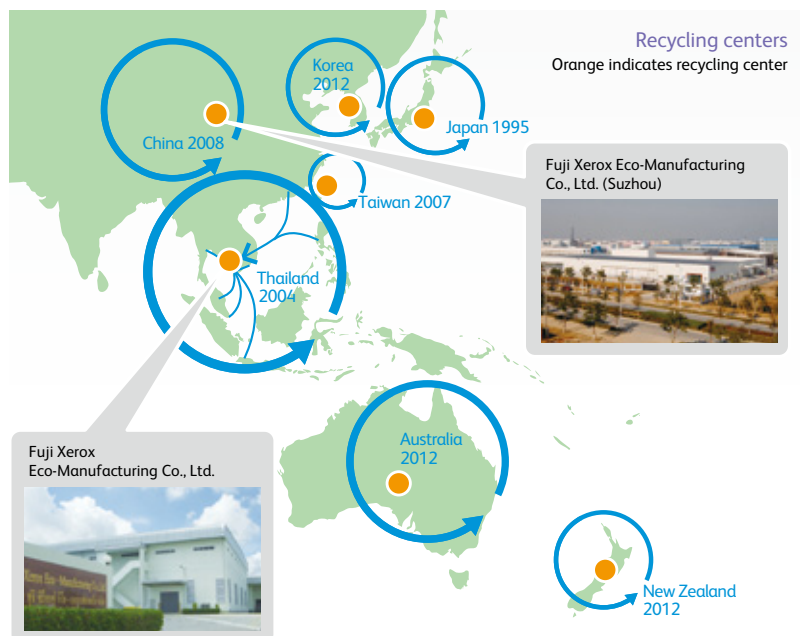 Recycling centers
Orange indicates recycling center
Korea
2012
China 2008
Japan 1995
Taiwan 2007
Thailand
2004
Fuji Xerox Eco-Manufacturing
Co., Ltd. (Suzhou)
Fuji Xerox
Eco-Manufacturing Co., Ltd.
Australia
2012
New Zealand
2012